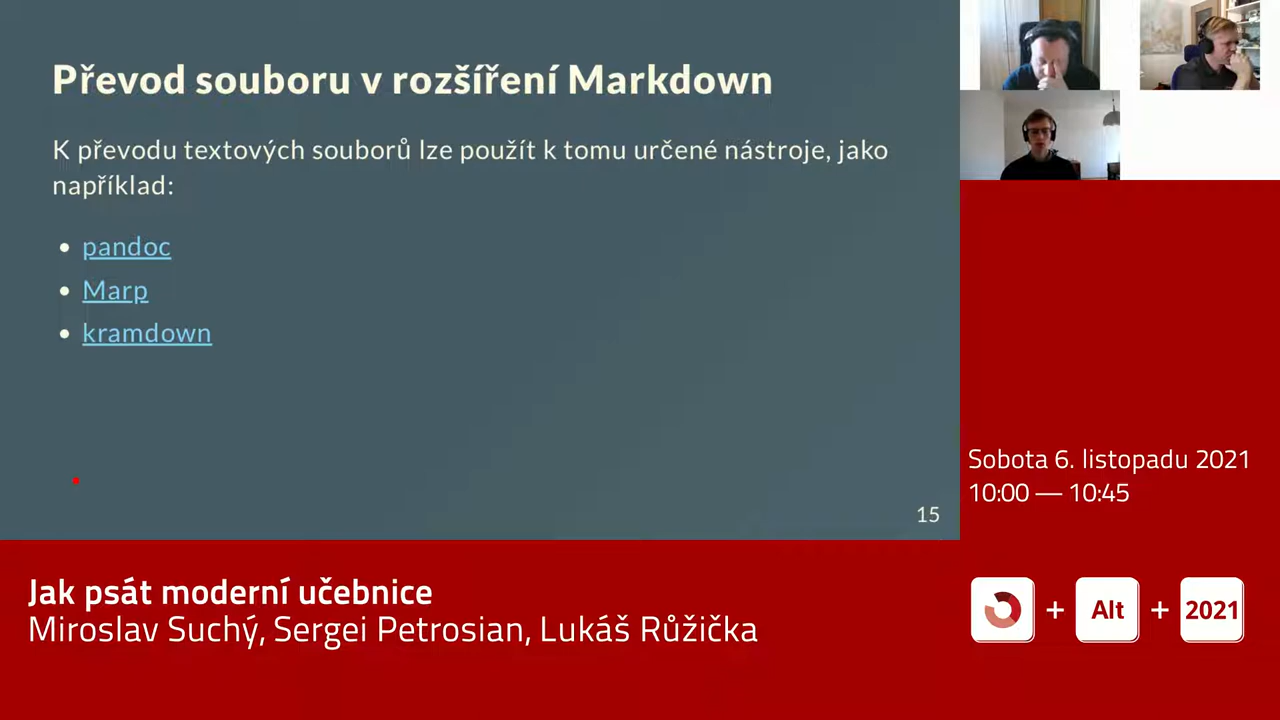 Převod souboru v rozšíření Markdown
K převodu textových souborů lze použít k tomu určené nástroje, jako
například:
• pandoc
• Marp
• kramdown
15
Sobota 6. listopadu 2021
10:00 — 10:45
Jak psát moderní učebnice
Miroslav Suchý, Sergei Petrosian, Lukáš Růžička
+ Alt + 2021